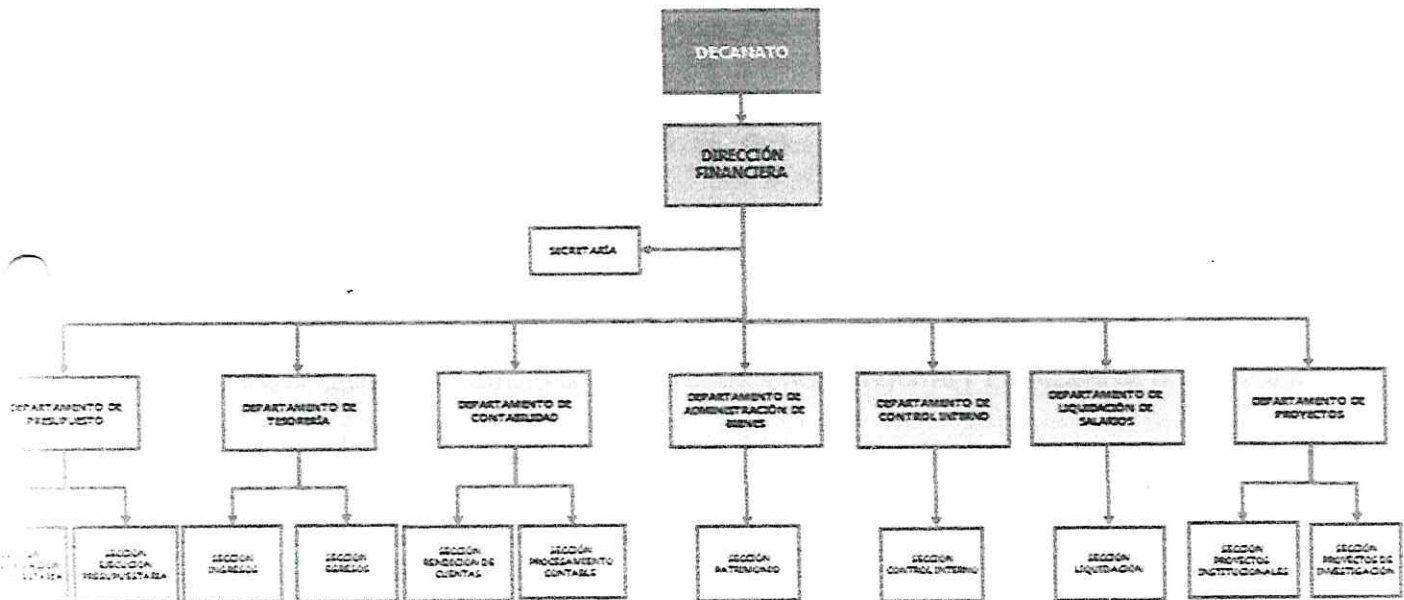 DECANATO
DIRECCIÓN
FINANCIERA
SECRETARÍA
DEPARTAMENTO DE
PRESUPUESTO
DEPARTAMENTO DE
TESORERÍA
DEPARTAMENTO DE
CONTABILIDAD
DEPARTAMENTO DE
ADMINISTRACIÓN DE
BIENES
DEPARTAMENTO DE
CONTROL INTERNO
DEPARTAMENTO DE
LIQUIDACIÓN DE
SALARIOS
DEPARTAMENTO DE
PROYECTOS
SECCIÓN
EJECUCIÓN
PRESUPUESTARIA
SECCIÓN
INGRESOS
SECCIÓN
EGRESOS
SECCIÓN
RENDICIÓN DE
CUENTAS
SECCIÓN
PROCESAMIENTO
CONTABLE
SECCIÓN
PATRIMONIO
SECCIÓN
CONTROL INTERNO
SECCIÓN
LIQUIDACIÓN
SECCIÓN
PROYECTOS
INSTITUCIONALES
SECCIÓN
PROYECTOS DE
INVESTIGACIÓN